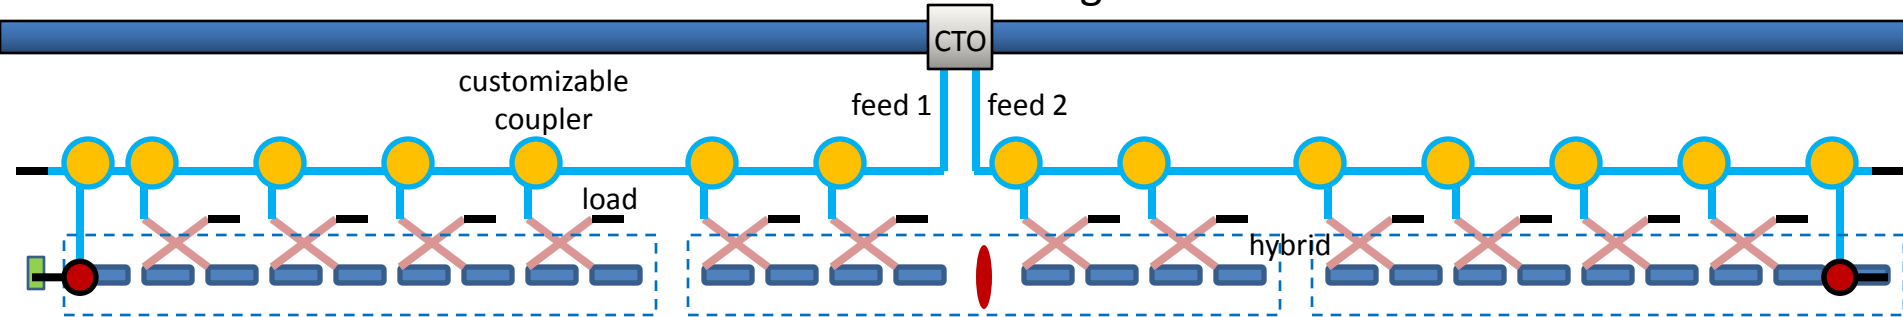 CTO
customizable
coupler
feed 1
feed 2
load
hybrid